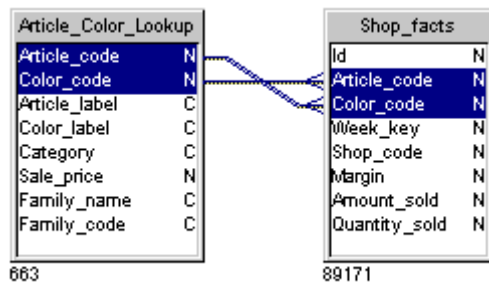 Article_Color_Lookup
Article_code N
Color_code N
Article_label C
Color_label C
Category C
Sale_price N
Family_name C
Family_code C
663
Shop_facts
Id N
Article_code N
Color_code N
Week_key N
Shop_code N
Margin N
Amount_sold N
Quantity_sold N
89171